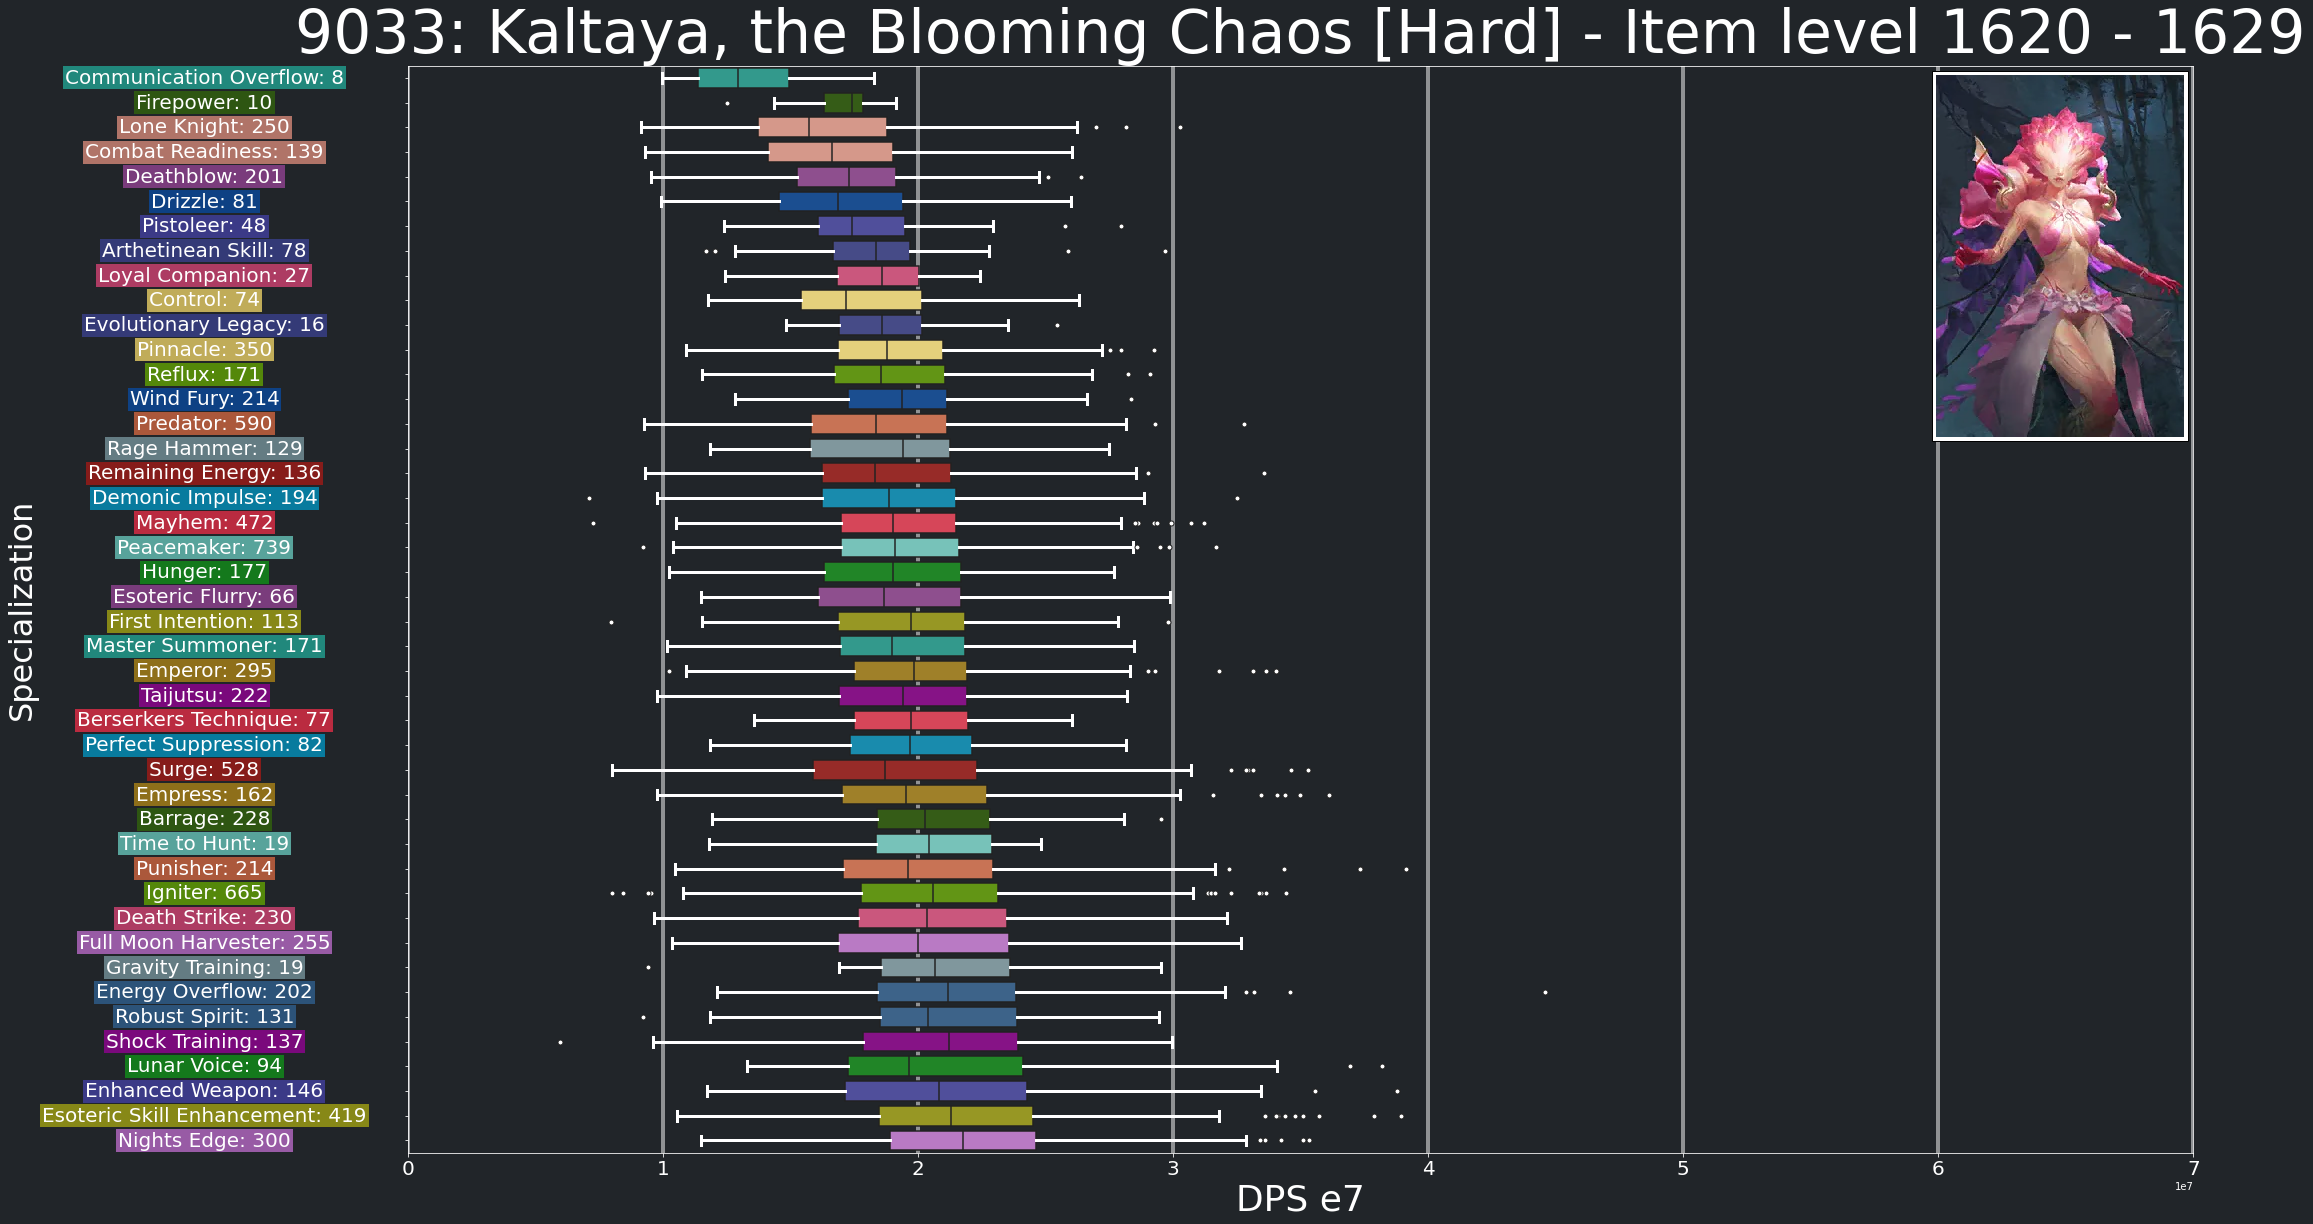 9033: Kaltaya, the Blooming Chaos [Hard] - Item level 1620 - 1629
Communication Overflow: 8
Firepower: 10
Lone Knight: 250
Combat Readiness: 139
Deathblow: 201
Drizzle: 81
Pistoleer: 48
Arthetinean Skill: 78
Loyal Companion: 27
Control: 74
Evolutionary Legacy: 16
Pinnacle: 350
Reflux: 171
Wind Fury: 214
Predator: 590
Rage Hammer: 129
Remaining Energy: 136
Demonic Impulse: 194
Mayhem: 472
Peacemaker: 739
Hunger: 177
Esoteric Flurry: 66
First Intention: 113
Master Summoner: 171
Emperor: 295
Taijutsu: 222
Berserkers Technique: 77
Perfect Suppression: 82
Surge: 528
Empress: 162
Barrage: 228
Time to Hunt: 19
Punisher: 214
Igniter: 665
Death Strike: 230
Full Moon Harvester: 255
Gravity Training: 19
Energy Overflow: 202
Robust Spirit: 131
Shock Training: 137
Lunar Voice: 94
Enhanced Weapon: 146
Esoteric Skill Enhancement: 419
Nights Edge: 300
Specialization
0 1 2 3 4 5 6 7
1e7
DPS e7